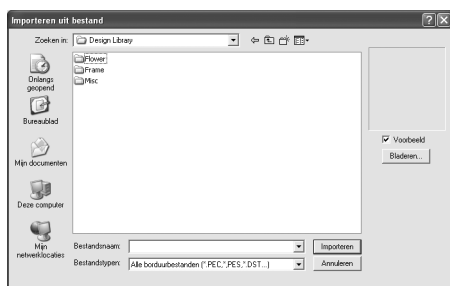 Importeren uit bestand
Zoeken in: Design Library
Flower
Frame
Misc
Onlangs
geopend
Bureaublad
Mijn documenten
Deze computer
Mijn
netwerklocaties
Voorbeeld
Bladeren...
Bestandsnaam: Importeren
Bestandstypen: Alle borduurbestanden (*.PEC,*.PES,*.DST...) Annuleren